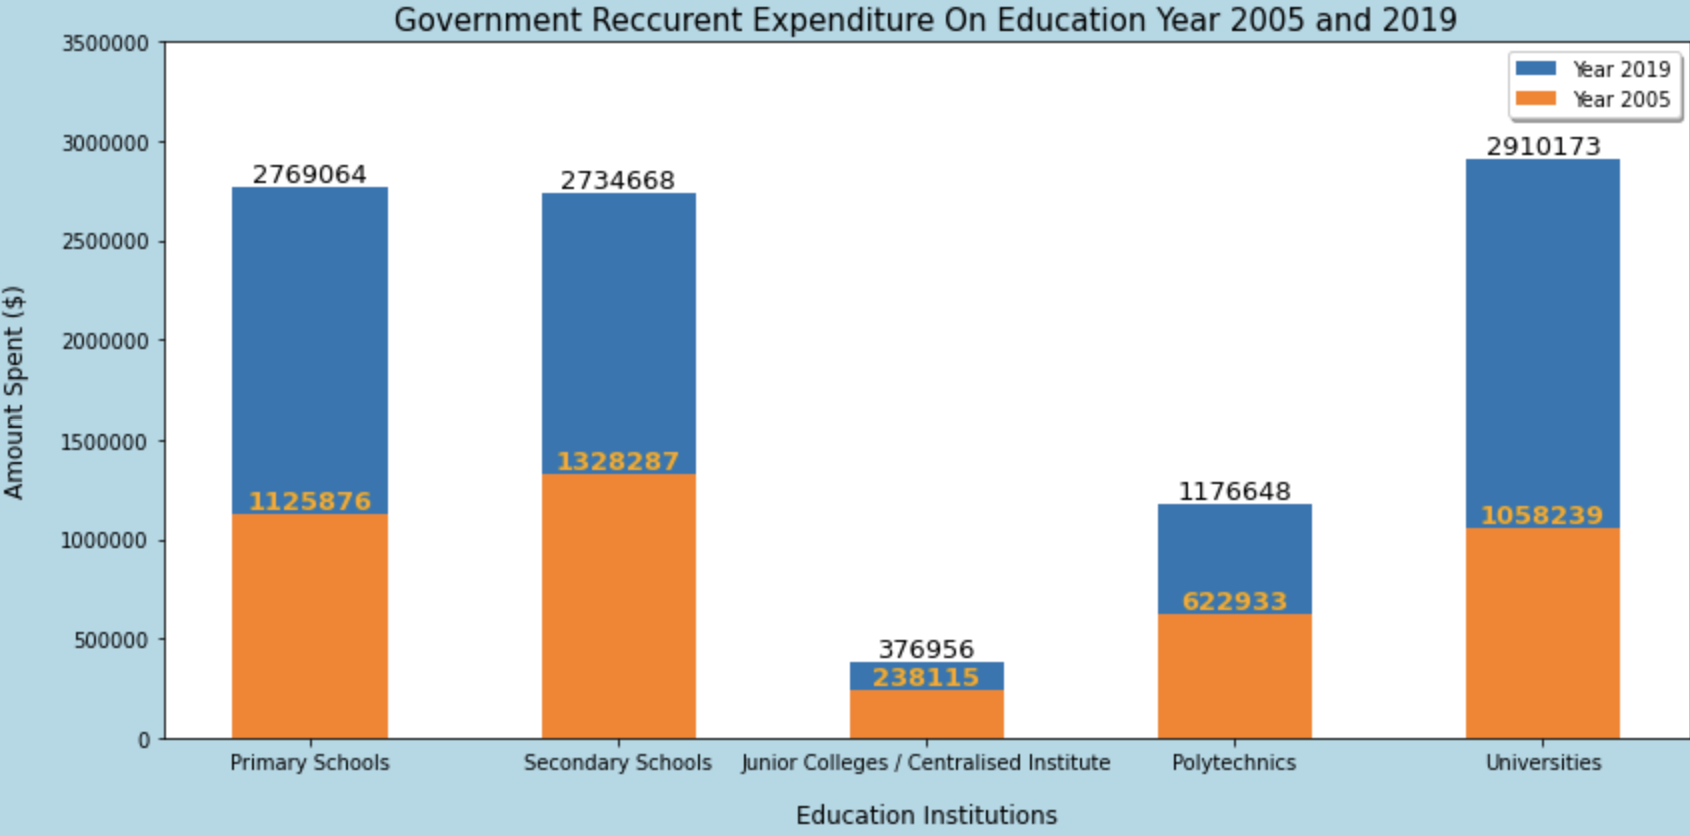 Government Reccurent Expenditure On Education Year 2005 and 2019
Year 2019
Year 2005
Amount Spent ($)
3500000
3000000
2500000
2000000
1500000
1000000
500000
0
2769064
1125876
2734668
1328287
376956
238115
1176648
622933
2910173
1058239
Primary Schools
Secondary Schools
Junior Colleges / Centralised Institute
Polytechnics
Universities
Education Institutions